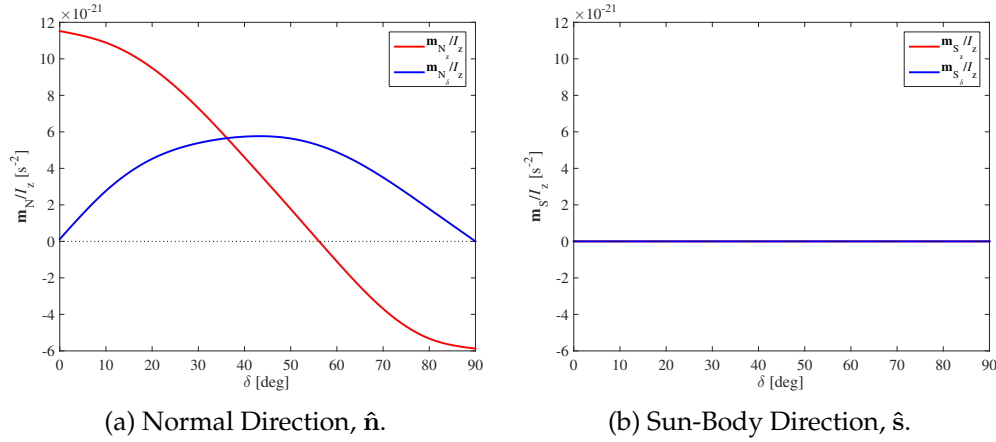 ×10⁻²¹
12
10
8
6
4
2
0
-2
-4
-6
m_N/I_z [s⁻²]
m_N_z/I_z
m_N_δ/I_z
0 10 20 30 40 50 60 70 80 90
δ [deg]
(a) Normal Direction, n̂.
×10⁻²¹
12
10
8
6
4
2
0
-2
-4
-6
m_S/I_z [s⁻²]
m_S_z/I_z
m_S_δ/I_z
0 10 20 30 40 50 60 70 80 90
δ [deg]
(b) Sun-Body Direction, ŝ.